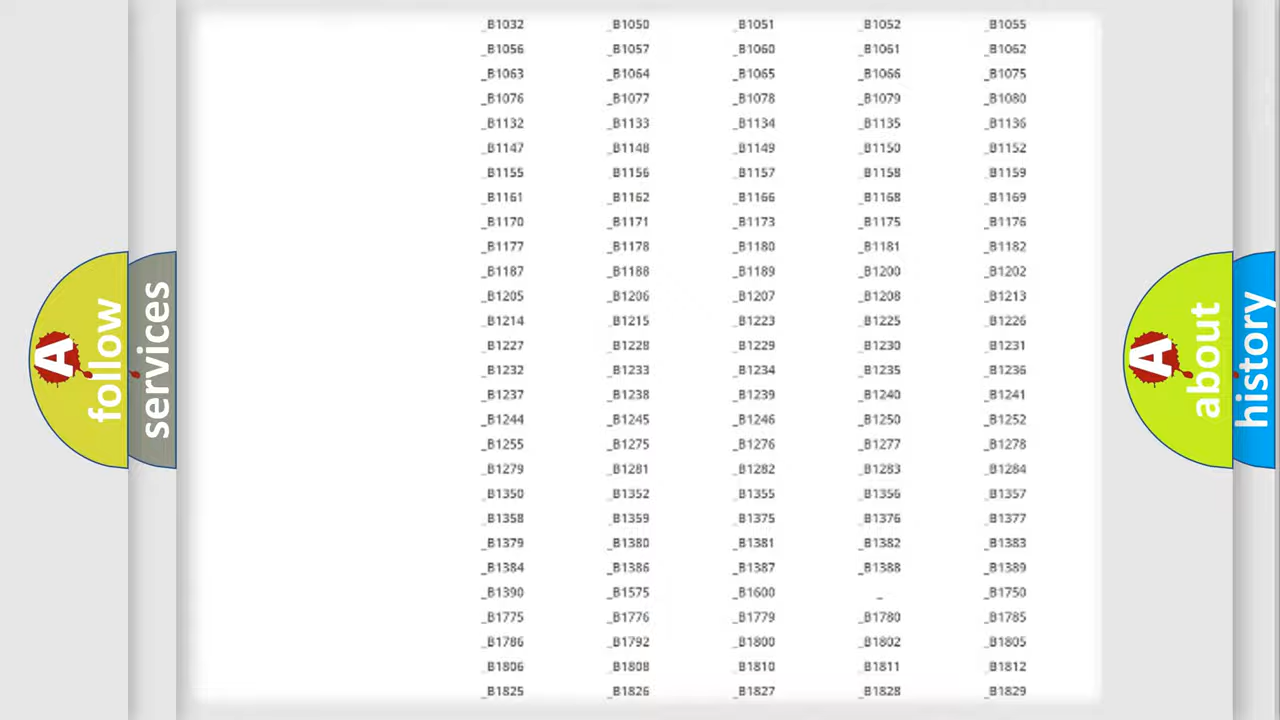 _B1032 _B1050 _B1051 _B1052 _B1055
_B1056 _B1057 _B1060 _B1061 _B1062
_B1063 _B1064 _B1065 _B1066 _B1075
_B1076 _B1077 _B1078 _B1079 _B1080
_B1132 _B1133 _B1134 _B1135 _B1136
_B1147 _B1148 _B1149 _B1150 _B1152
_B1155 _B1156 _B1157 _B1158 _B1159
_B1161 _B1162 _B1166 _B1168 _B1169
_B1170 _B1171 _B1173 _B1175 _B1176
_B1177 _B1178 _B1180 _B1181 _B1182
_B1187 _B1188 _B1189 _B1200 _B1202
_B1205 _B1206 _B1207 _B1208 _B1213
_B1214 _B1215 _B1223 _B1225 _B1226
_B1227 _B1228 _B1229 _B1230 _B1231
_B1232 _B1233 _B1234 _B1235 _B1236
_B1237 _B1238 _B1239 _B1240 _B1241
_B1244 _B1245 _B1246 _B1250 _B1252
_B1255 _B1275 _B1276 _B1277 _B1278
_B1279 _B1281 _B1282 _B1283 _B1284
_B1350 _B1352 _B1355 _B1356 _B1357
_B1358 _B1359 _B1375 _B1376 _B1377
_B1379 _B1380 _B1381 _B1382 _B1383
_B1384 _B1386 _B1387 _B1388 _B1389
_B1390 _B1575 _B1600 _ _B1750
_B1775 _B1776 _B1779 _B1780 _B1785
_B1786 _B1792 _B1800 _B1802 _B1805
_B1806 _B1808 _B1810 _B1811 _B1812
_B1825 _B1826 _B1827 _B1828 _B1829
A
follow
services
A
about
history